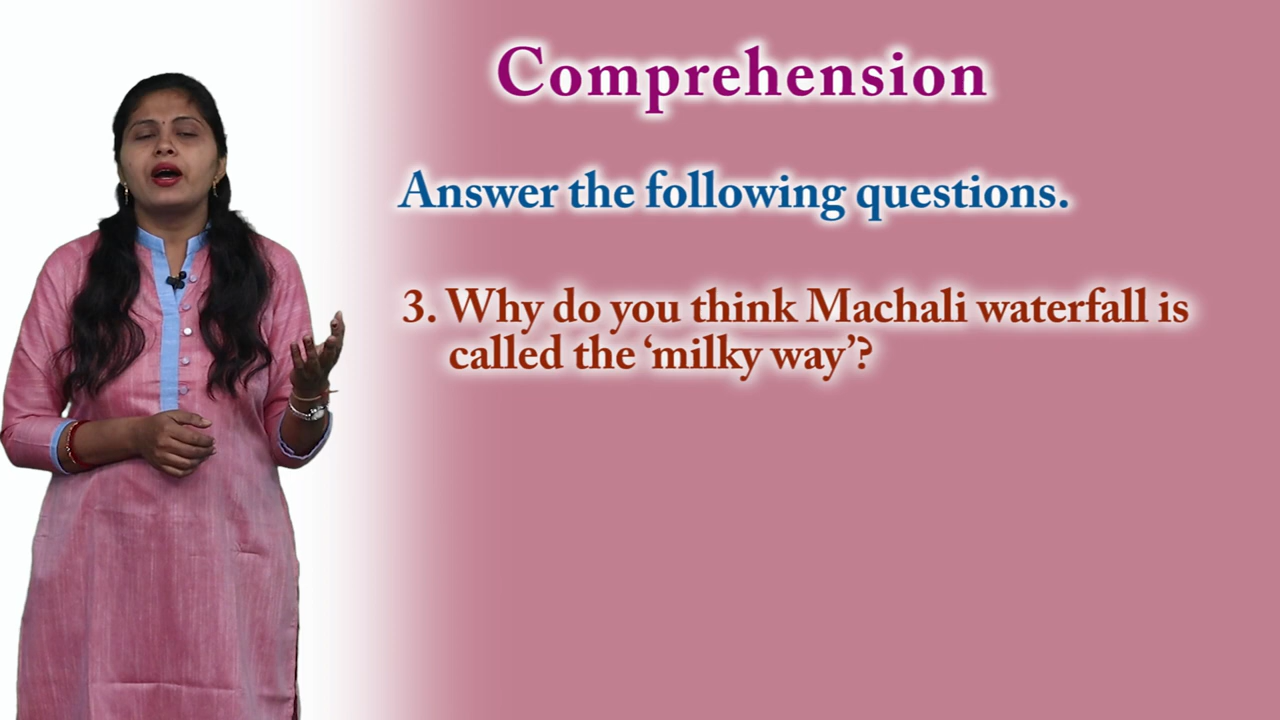 Comprehension
Answer the following questions.
3. Why do you think Machali waterfall is
called the ‘milky way’?